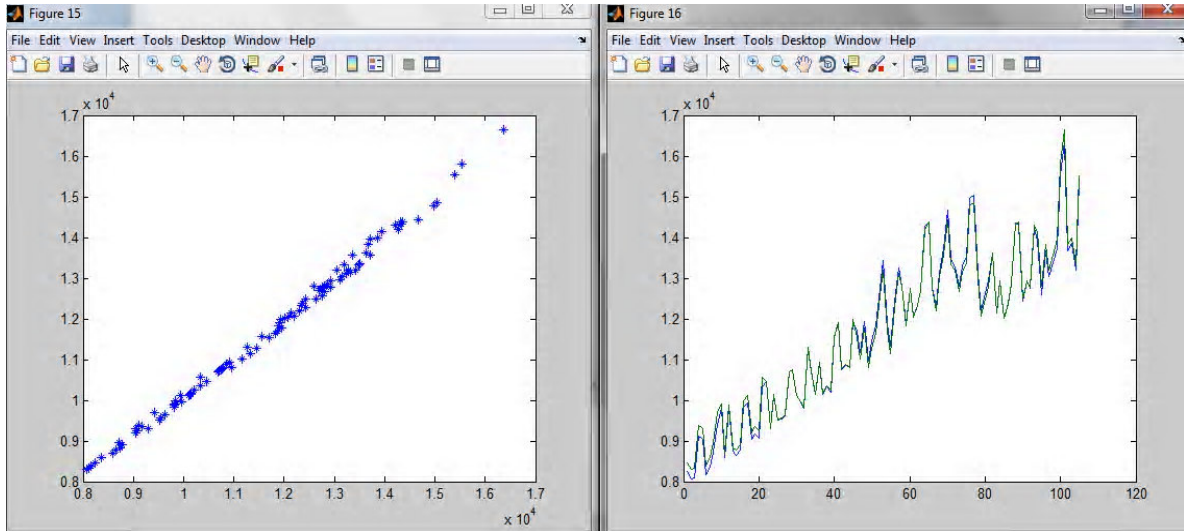 Figure 15
File Edit View Insert Tools Desktop Window Help
x 10^4
1.7
1.6
1.5
1.4
1.3
1.2
1.1
1
0.9
0.8
0.8 0.9 1 1.1 1.2 1.3 1.4 1.5 1.6 1.7
x 10^4
Figure 16
File Edit View Insert Tools Desktop Window Help
x 10^4
1.7
1.6
1.5
1.4
1.3
1.2
1.1
1
0.9
0.8
0 20 40 60 80 100 120